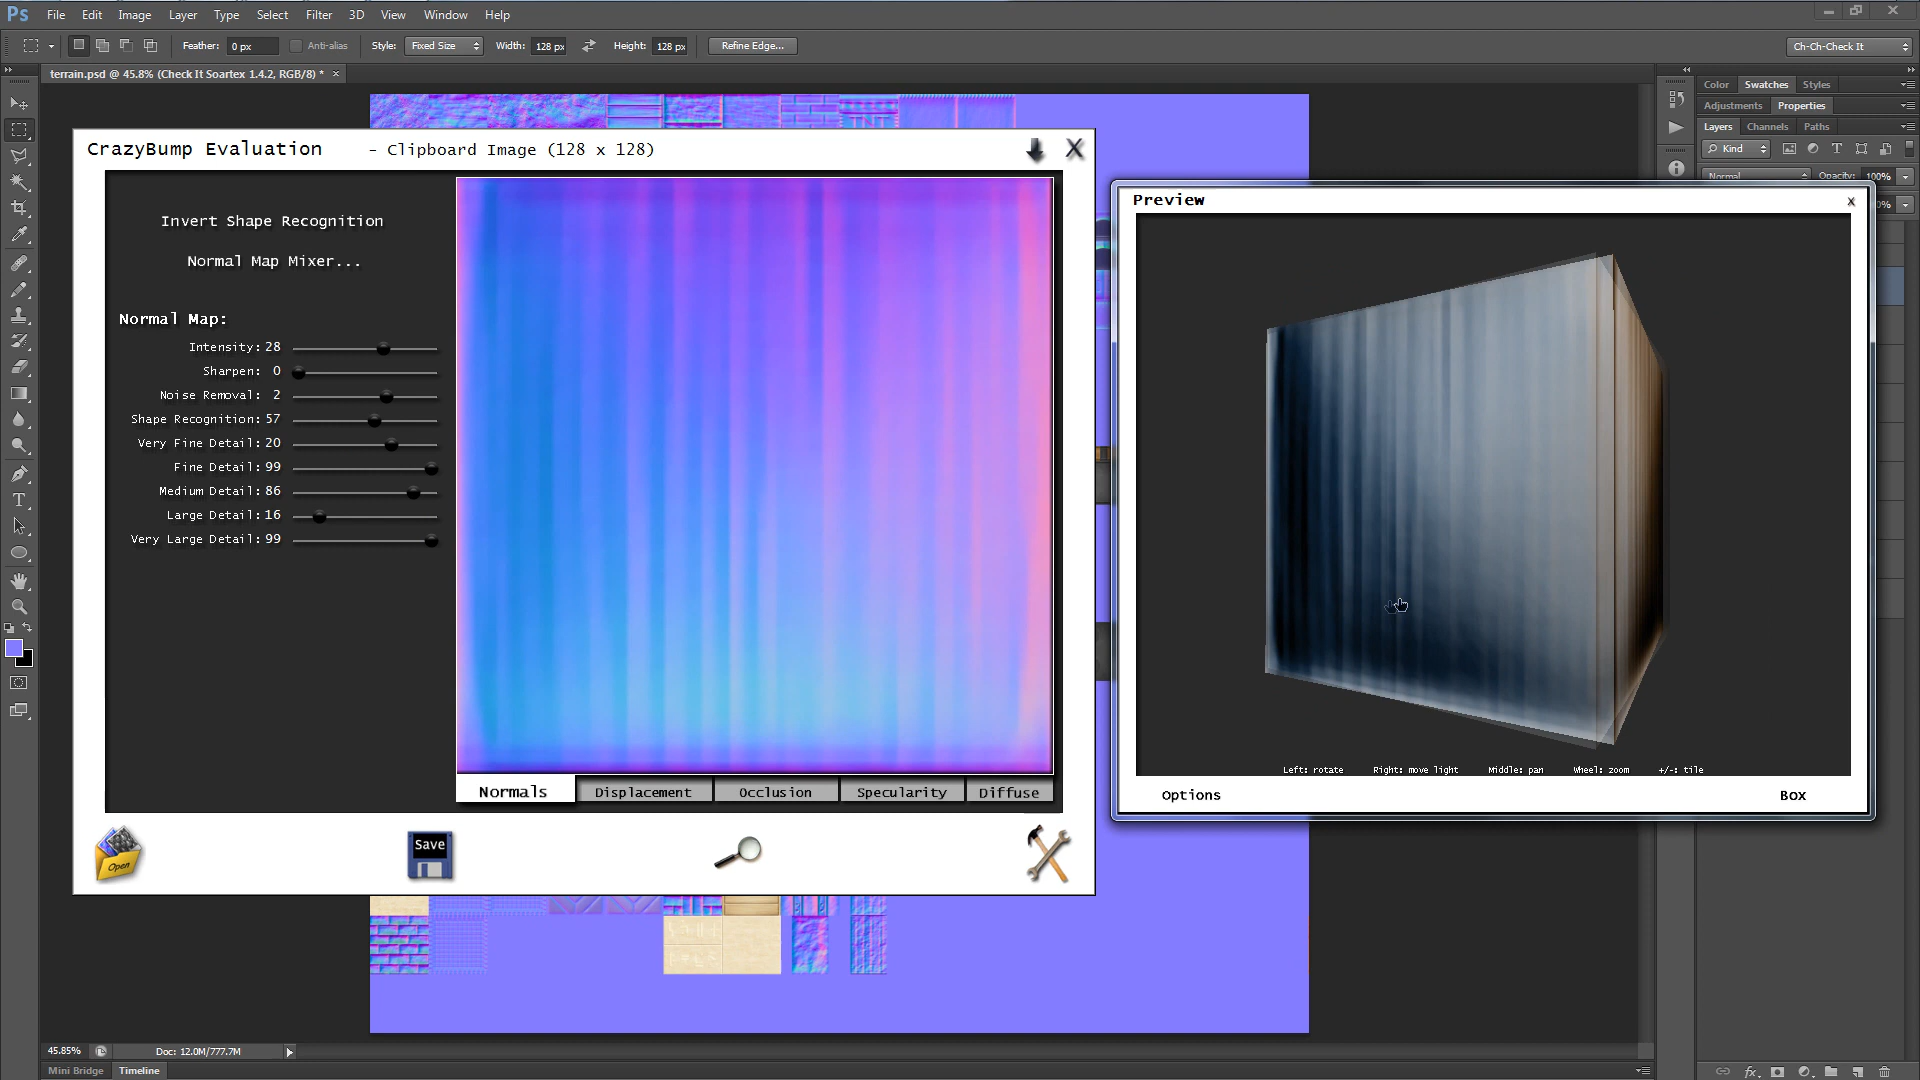 Ps File Edit Image Layer Type Select Filter 3D View Window Help
Feather: 0 px Anti-alias Style: Fixed Size Width: 128 px Height: 128 px Refine Edge... Ch-Ch-Check It
terrain.psd @ 45.8% (Check It Soartex 1.4.2, RGB/8) * ×
Color Swatches Styles
Adjustments Properties
Layers Channels Paths
Kind
Normal Opacity: 100%
CrazyBump Evaluation - Clipboard Image (128 x 128) X
Invert Shape Recognition
Normal Map Mixer...
Normal Map:
Intensity: 28
Sharpen: 0
Noise Removal: 2
Shape Recognition: 57
Very Fine Detail: 20
Fine Detail: 99
Medium Detail: 86
Large Detail: 16
Very Large Detail: 99
Normals Displacement Occlusion Specularity Diffuse
Open Save
TNT
Preview x
Left: rotate Right: move light Middle: pan Wheel: zoom +/-: tile
Options Box
45.85% Doc: 12.0M/777.7M
Mini Bridge Timeline